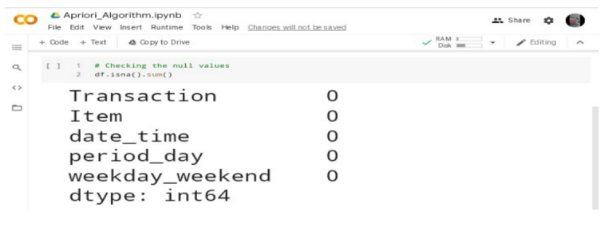 CO Apriori_Algorithm.ipynb ☆
Share
File Edit View Insert Runtime Tools Help Changes will not be saved
+ Code + Text Copy to Drive
RAM
Disk
Editing
[ ] 1 # Checking the null values
2 df.isna().sum()
Transaction 0
Item 0
date_time 0
period_day 0
weekday_weekend 0
dtype: int64